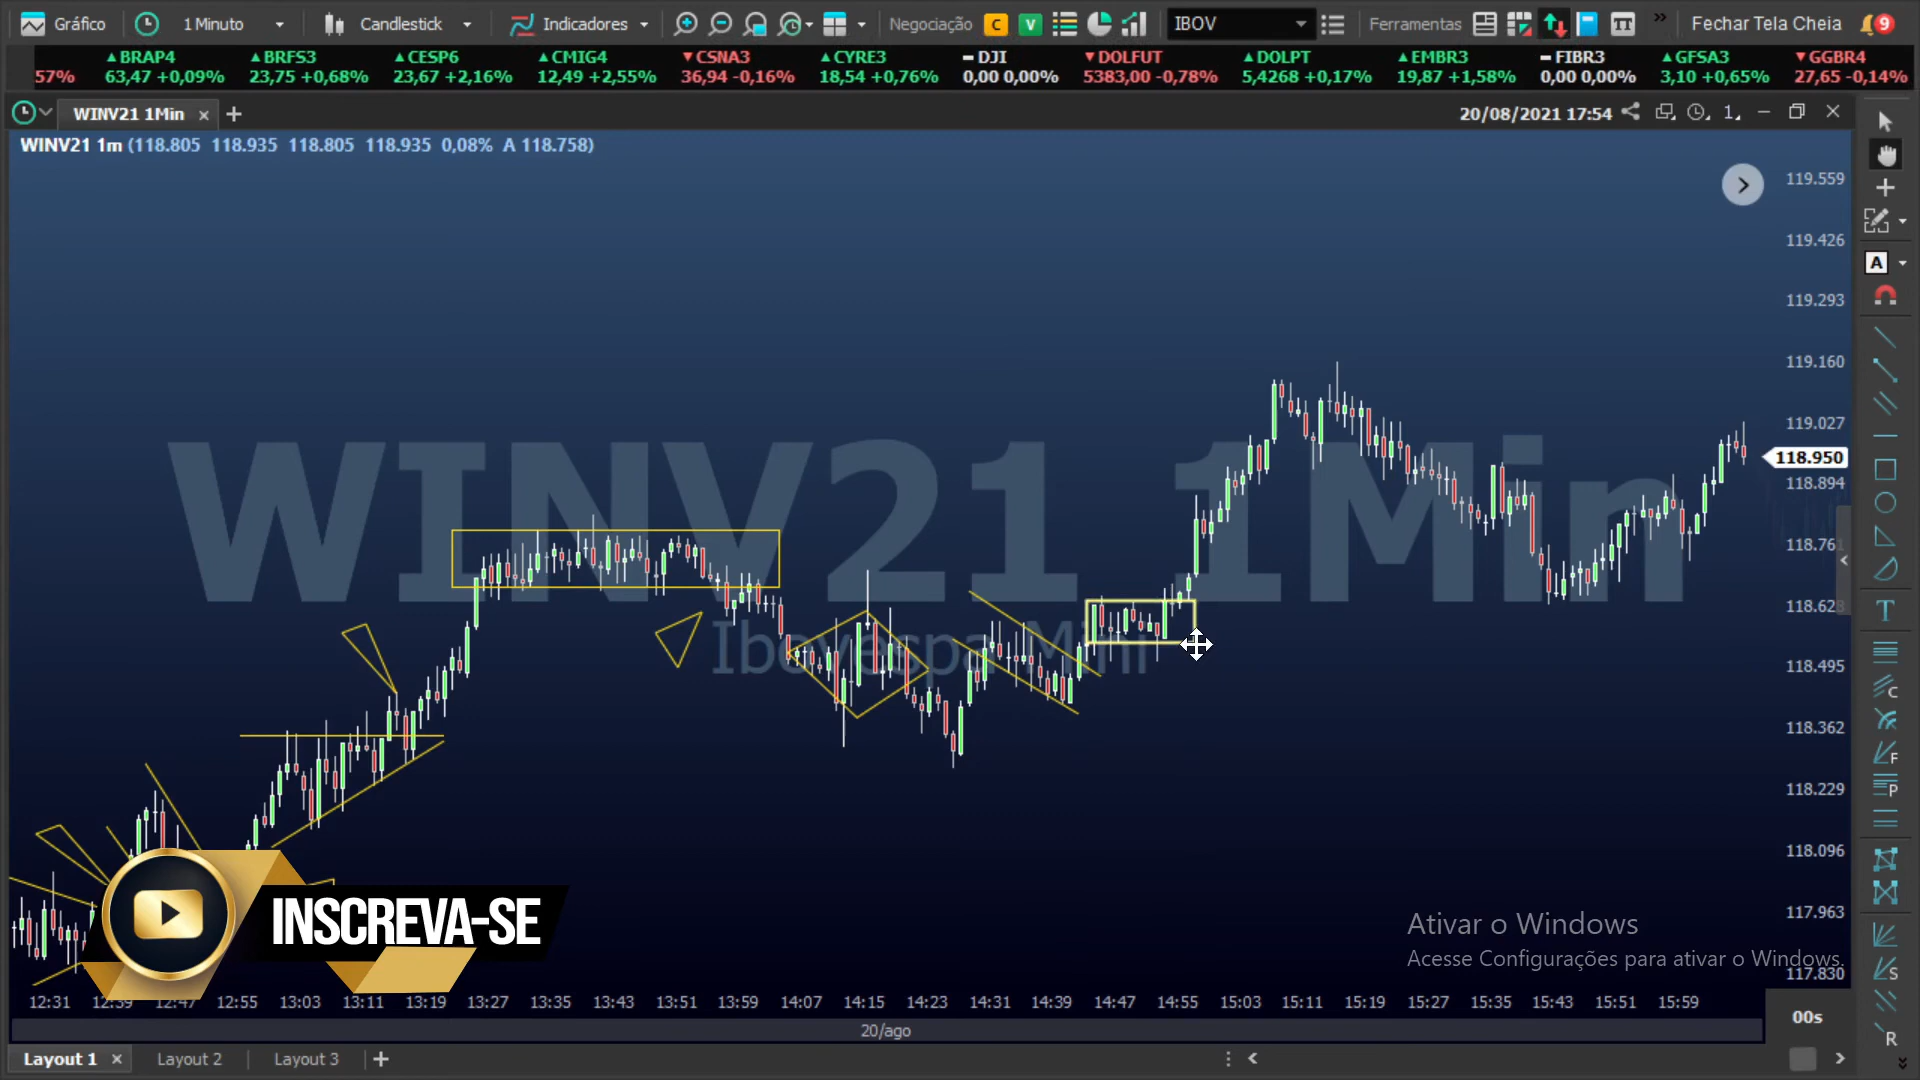 Gráfico 1 Minuto Candlestick Indicadores Negociação C V IBOV Ferramentas TT » Fechar Tela Cheia 9
BRAP4 BRFS3 CESP6 CMIG4 CSNA3 CYRE3 DJI DOLFUT DOLPT EMBR3 FIBR3 GFSA3 GGBR4
57% 63,47 +0,09% 23,75 +0,68% 23,67 +2,16% 12,49 +2,55% 36,94 -0,16% 18,54 +0,76% 0,00 0,00% 5383,00 -0,78% 5,4268 +0,17% 19,87 +1,58% 0,00 0,00% 3,10 +0,65% 27,65 -0,14%
WINV21 1Min × + 20/08/2021 17:54 1
WINV21 1m (118.805 118.935 118.805 118.935 0,08% A 118.758)
119.559
119.426
119.293
119.160
119.027
118.950
118.894
118.761
118.628
118.495
118.362
118.229
118.096
117.963
117.830
WINV21 1Min
Ibovespa Mini
A
T
C
F
P
S
R
INSCREVA-SE
Ativar o Windows
Acesse Configurações para ativar o Windows.
12:31 12:39 12:47 12:55 13:03 13:11 13:19 13:27 13:35 13:43 13:51 13:59 14:07 14:15 14:23 14:31 14:39 14:47 14:55 15:03 15:11 15:19 15:27 15:35 15:43 15:51 15:59
00s
20/ago
Layout 1 × Layout 2 Layout 3 +